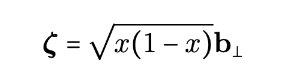 𝛇 = √x(1 − x)b⊥